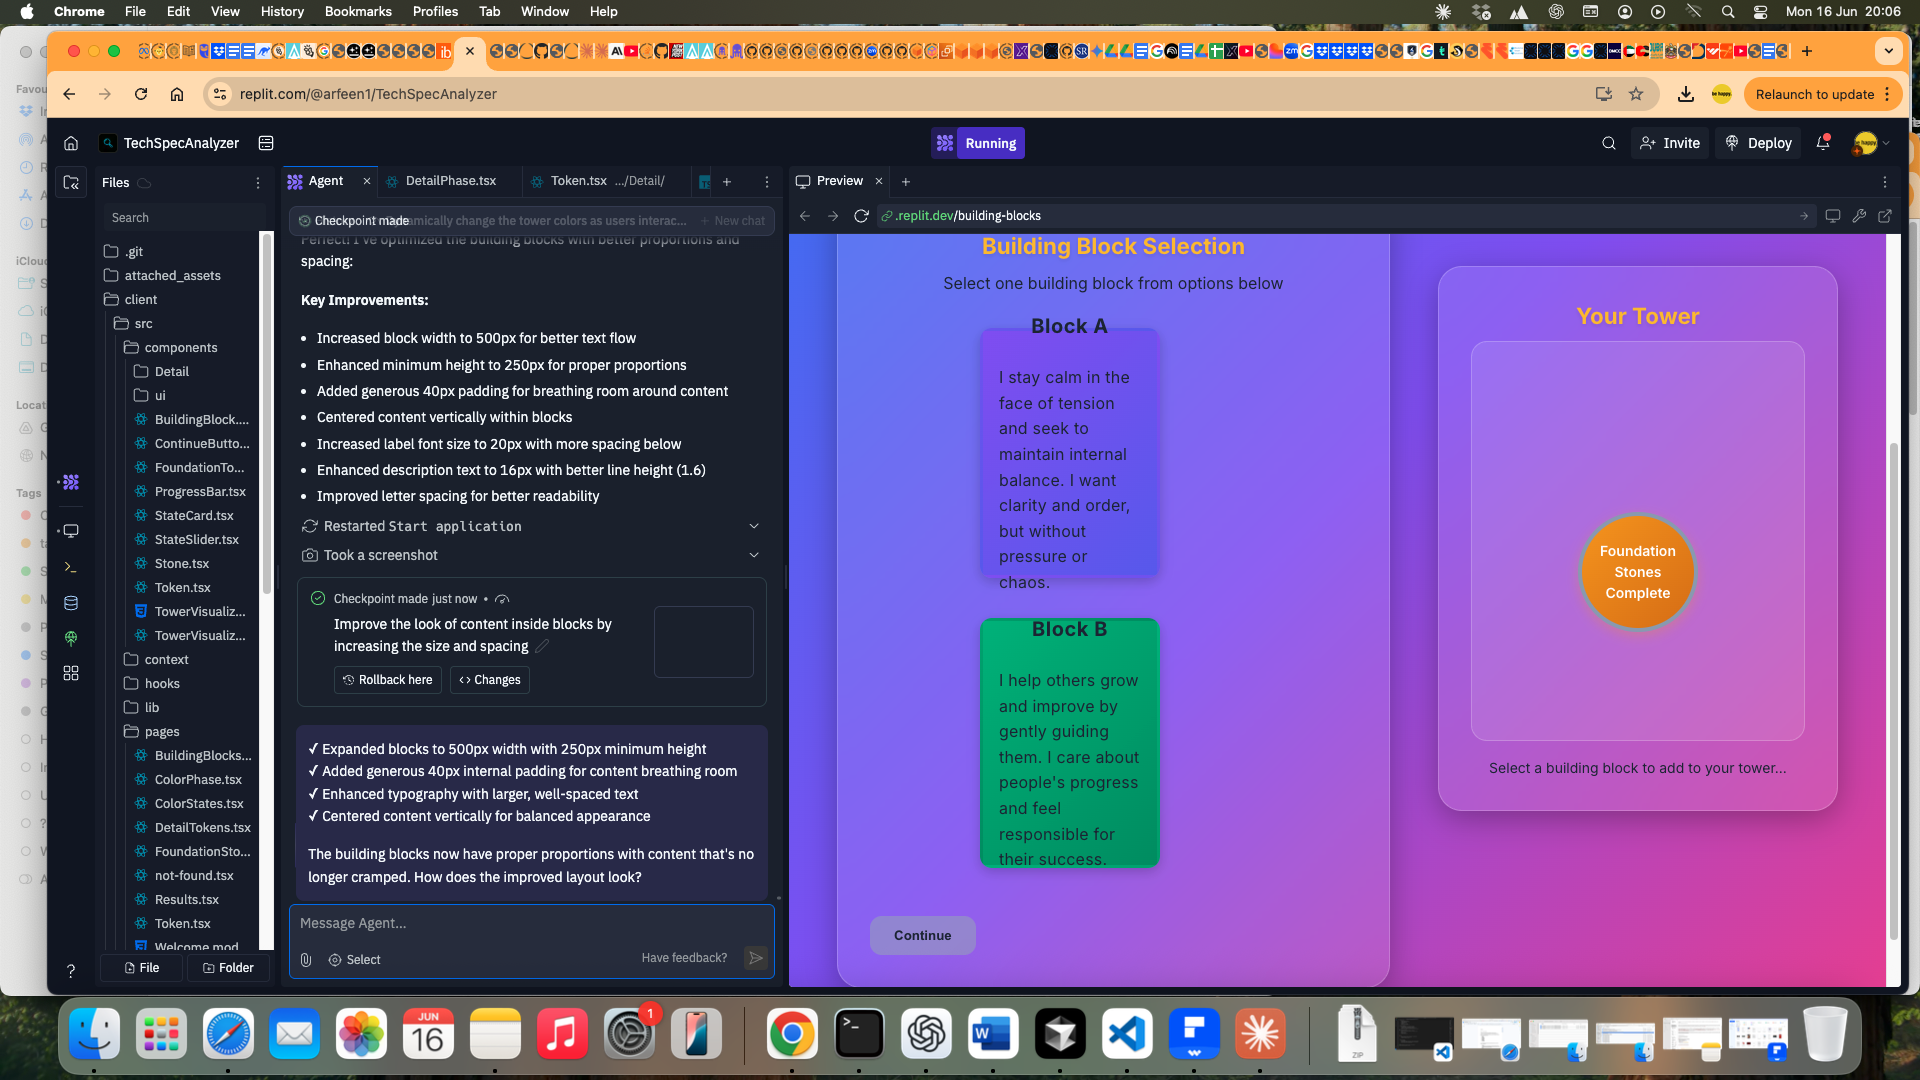 Chrome File Edit View History Bookmarks Profiles Tab Window Help
Mon 16 Jun 20:06
replit.com/@arfeen1/TechSpecAnalyzer
be happy.
Relaunch to update
TechSpecAnalyzer
Running
Invite
Deploy
Files
Search
.git
attached_assets
client
src
components
Detail
ui
BuildingBlock....
ContinueButto...
FoundationTo...
ProgressBar.tsx
StateCard.tsx
StateSlider.tsx
Stone.tsx
Token.tsx
TowerVisualiz...
TowerVisualiz...
context
hooks
lib
pages
BuildingBlocks...
ColorPhase.tsx
ColorStates.tsx
DetailTokens.tsx
FoundationSto...
not-found.tsx
Results.tsx
Token.tsx
Welcome.mod
File
Folder
Agent
DetailPhase.tsx
Token.tsx .../Detail/
Checkpoint made
namically change the tower colors as users interac...
New chat
Perfect! I've optimized the building blocks with better proportions and
spacing:
Key Improvements:
• Increased block width to 500px for better text flow
• Enhanced minimum height to 250px for proper proportions
• Added generous 40px padding for breathing room around content
• Centered content vertically within blocks
• Increased label font size to 20px with more spacing below
• Enhanced description text to 16px with better line height (1.6)
• Improved letter spacing for better readability
Restarted Start application
Took a screenshot
Checkpoint made just now •
Improve the look of content inside blocks by
increasing the size and spacing
Rollback here
Changes
✓ Expanded blocks to 500px width with 250px minimum height
✓ Added generous 40px internal padding for content breathing room
✓ Enhanced typography with larger, well-spaced text
✓ Centered content vertically for balanced appearance
The building blocks now have proper proportions with content that's no
longer cramped. How does the improved layout look?
Message Agent...
Select
Have feedback?
Preview
.replit.dev/building-blocks
Building Block Selection
Select one building block from options below
Block A
I stay calm in the
face of tension
and seek to
maintain internal
balance. I want
clarity and order,
but without
pressure or
chaos.
Block B
I help others grow
and improve by
gently guiding
them. I care about
people's progress
and feel
responsible for
their success.
Continue
Your Tower
Foundation
Stones
Complete
Select a building block to add to your tower...
Favou
iClou
Locat
Tags
JUN
16
1
ZIP